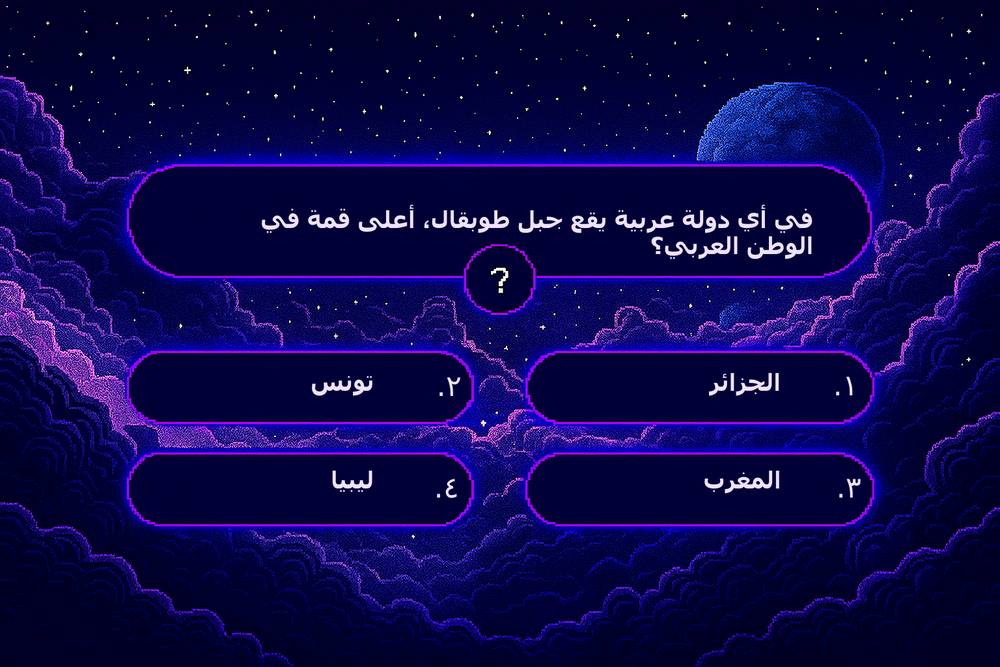 في أي دولة عربية يقع جبل طوبقال، أعلى قمة في
الوطن العربي؟
?
١. الجزائر
٢. تونس
٣. المغرب
٤. ليبيا